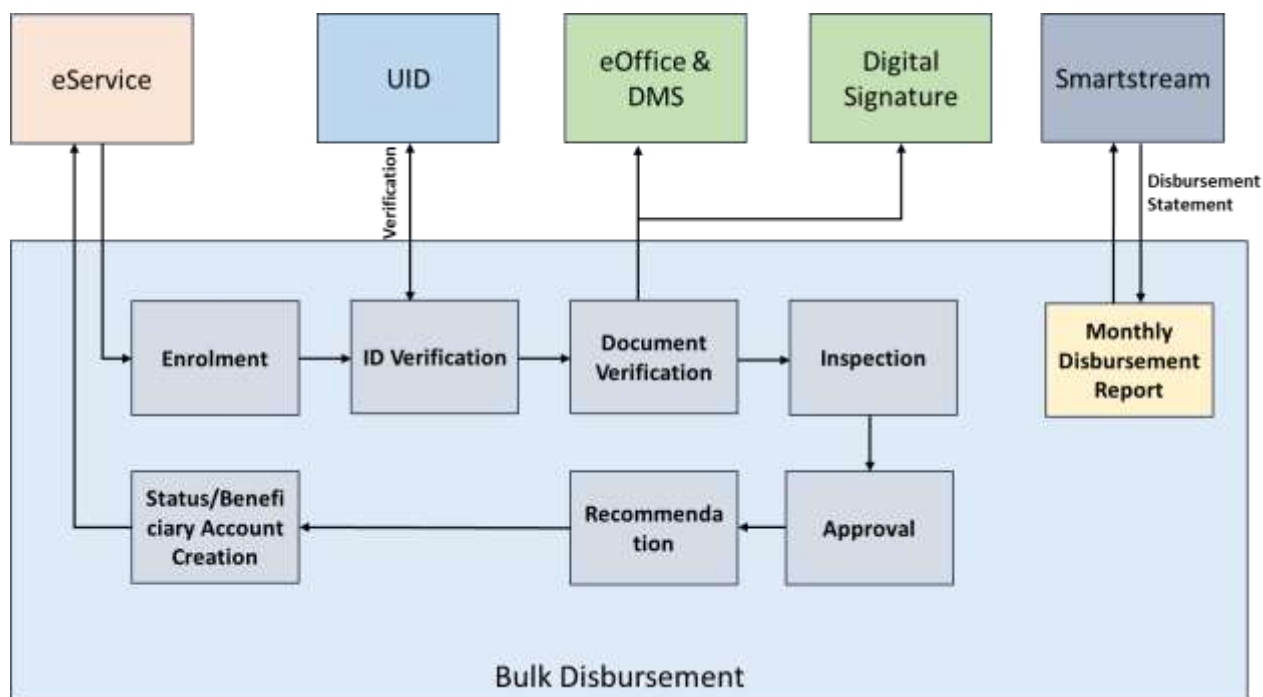 eService
UID
eOffice &
DMS
Digital
Signature
Smartstream
Verification
Disbursement
Statement
Enrolment
ID Verification
Document
Verification
Inspection
Monthly
Disbursement
Report
Status/Benefi
ciary Account
Creation
Recommenda
tion
Approval
Bulk Disbursement